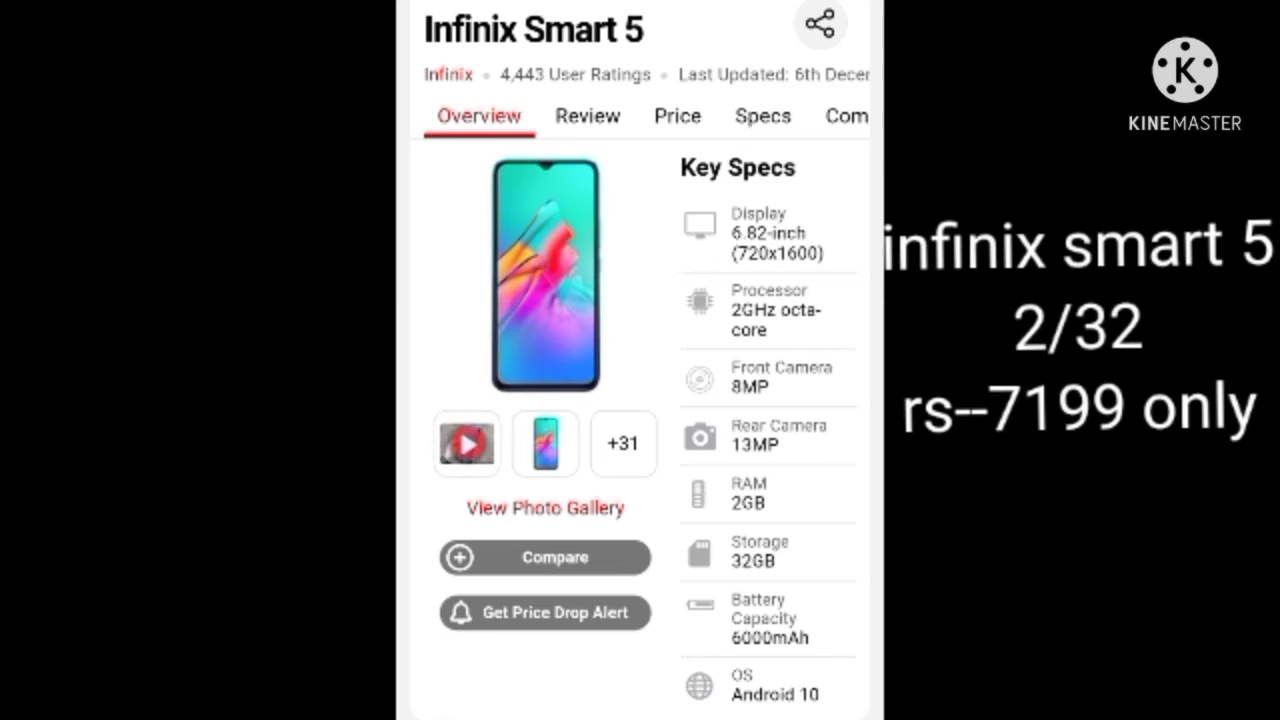 Infinix Smart 5
Infinix • 4,443 User Ratings • Last Updated: 6th Decer
Overview Review Price Specs Com
Key Specs
Display
6.82-inch
(720x1600)
Processor
2GHz octa-
core
Front Camera
8MP
Rear Camera
13MP
RAM
2GB
Storage
32GB
Battery
Capacity
6000mAh
OS
Android 10
+31
View Photo Gallery
Compare
Get Price Drop Alert
K
KINEMASTER
infinix smart 5
2/32
rs--7199 only